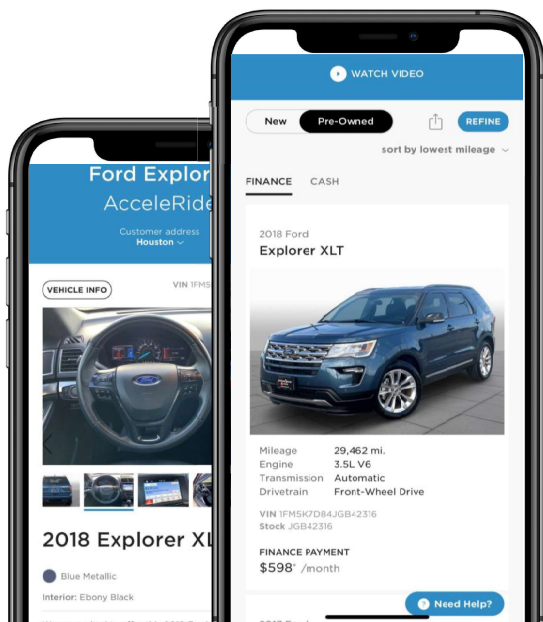 Ford Explor
AcceleRide
Customer address
Houston
VEHICLE INFO
VIN 1FM5
2018 Explorer XL
Blue Metallic
Interior: Ebony Black
WATCH VIDEO
New
Pre-Owned
REFINE
sort by lowest mileage
FINANCE
CASH
2018 Ford
Explorer XLT
Mileage 29,462 mi.
Engine 3.5L V6
Transmission Automatic
Drivetrain Front-Wheel Drive
VIN 1FM5K7D84JGB42316
Stock JGB42316
FINANCE PAYMENT
$598* /month
? Need Help?